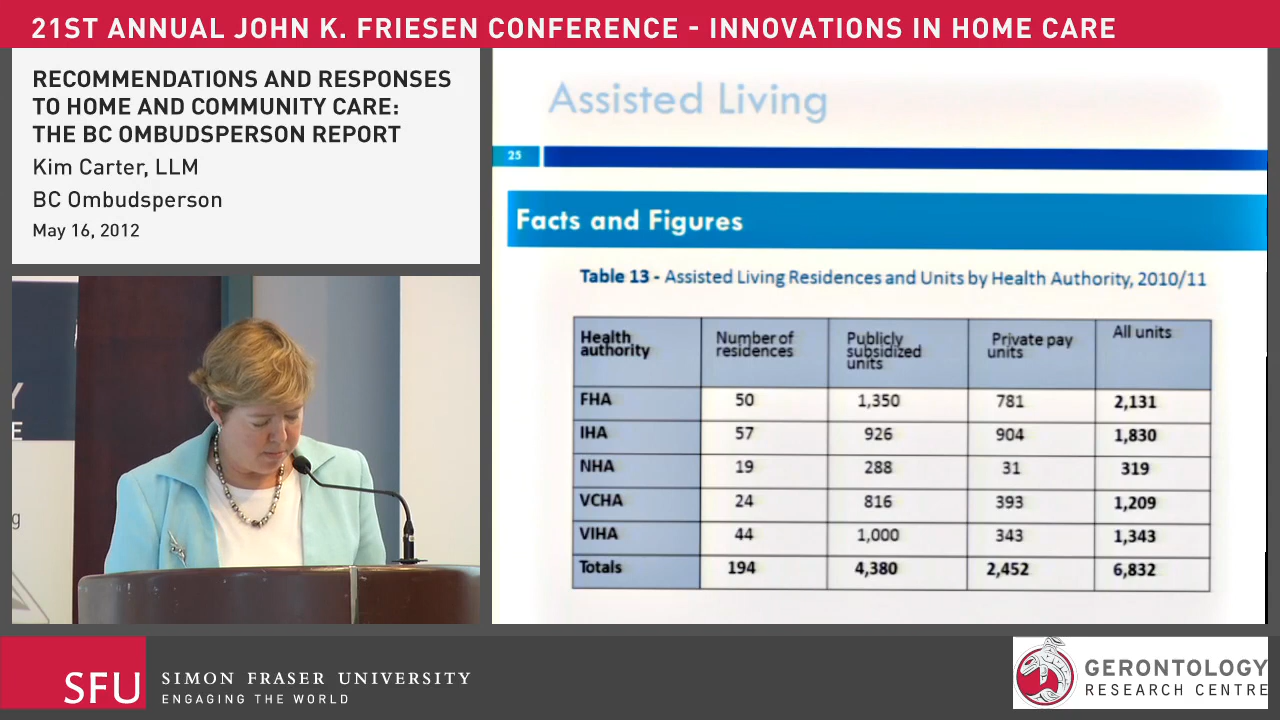 21ST ANNUAL JOHN K. FRIESEN CONFERENCE - INNOVATIONS IN HOME CARE
RECOMMENDATIONS AND RESPONSES
TO HOME AND COMMUNITY CARE:
THE BC OMBUDSPERSON REPORT
Kim Carter, LLM
BC Ombudsperson
May 16, 2012
Y
E
g
Assisted Living
25
Facts and Figures
Table 13 - Assisted Living Residences and Units by Health Authority, 2010/11
Health authority | Number of residences | Publicly subsidized units | Private pay units | All units
FHA 50 1,350 781 2,131
IHA 57 926 904 1,830
NHA 19 288 31 319
VCHA 24 816 393 1,209
VIHA 44 1,000 343 1,343
Totals 194 4,380 2,452 6,832
SFU
SIMON FRASER UNIVERSITY
ENGAGING THE WORLD
GERONTOLOGY
RESEARCH CENTRE